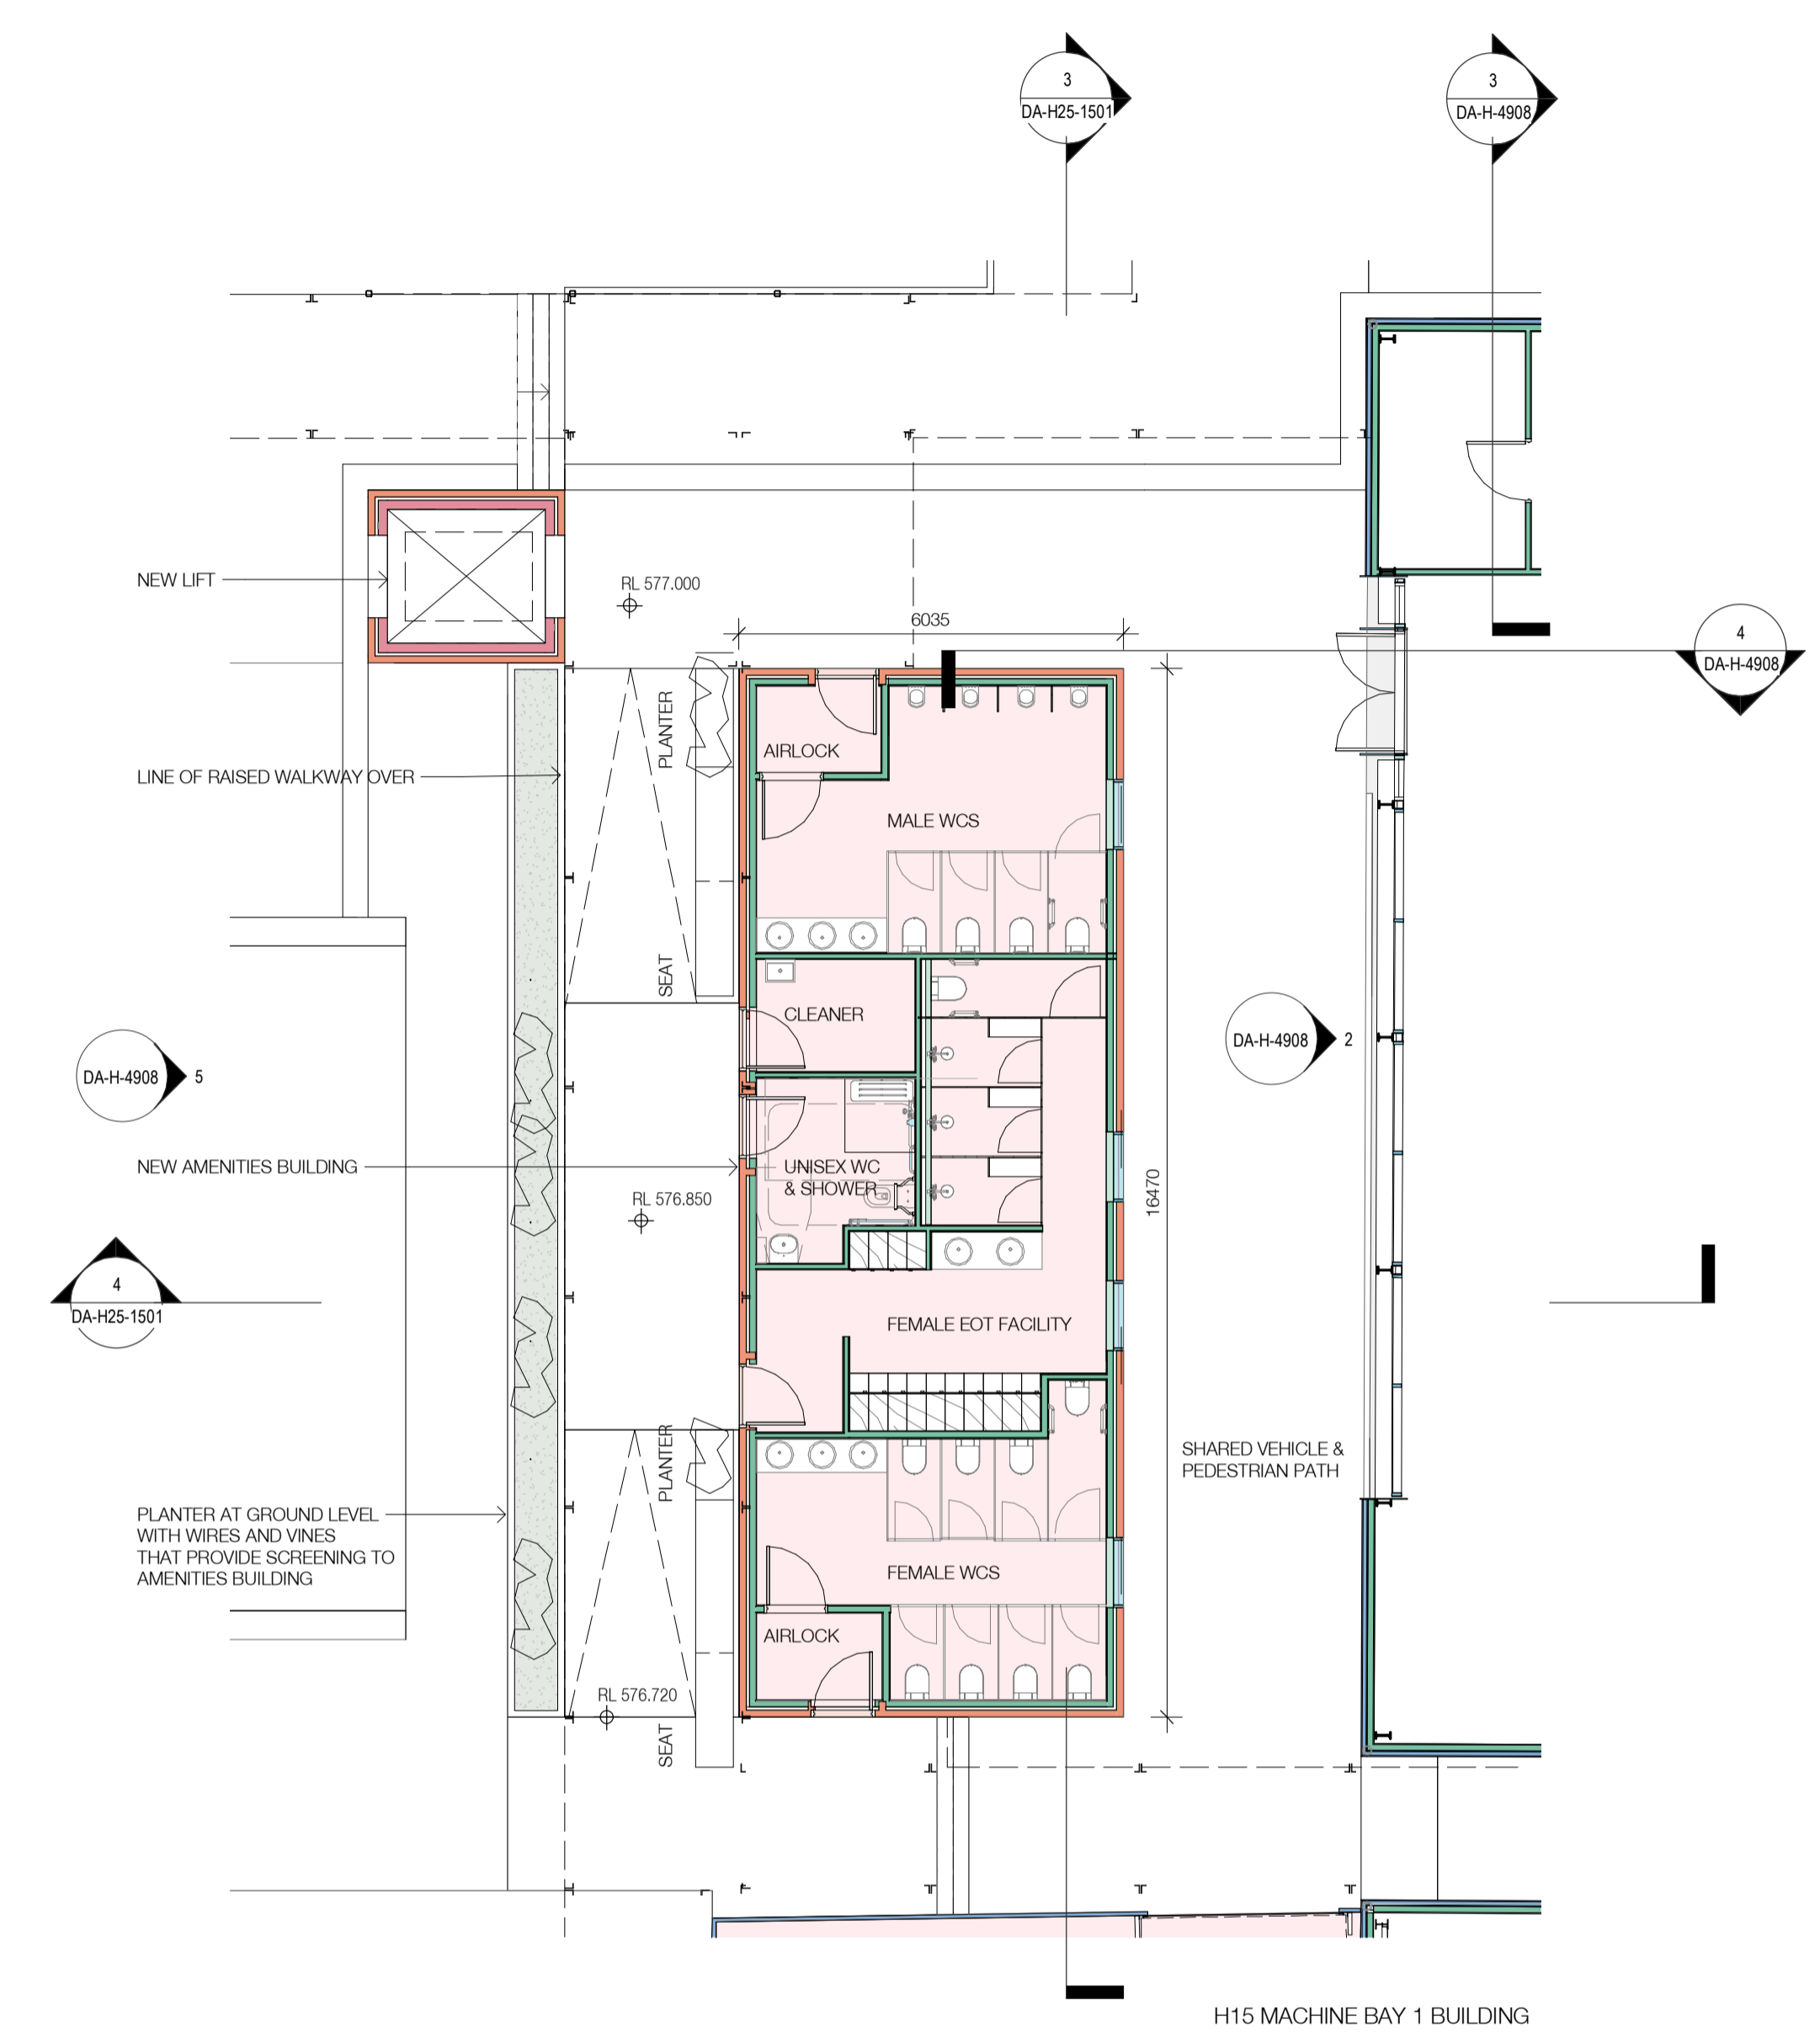 3
DA-H25-1501
3
DA-H-4908
NEW LIFT
RL 577.000
6035
4
DA-H-4908
PLANTER
AIRLOCK
LINE OF RAISED WALKWAY OVER
MALE WCS
SEAT
CLEANER
DA-H-4908
2
DA-H-4908
5
NEW AMENITIES BUILDING
UNISEX WC
& SHOWER
RL 576.850
16470
4
DA-H25-1501
FEMALE EOT FACILITY
PLANTER
SHARED VEHICLE &
PEDESTRIAN PATH
PLANTER AT GROUND LEVEL
WITH WIRES AND VINES
THAT PROVIDE SCREENING TO
AMENITIES BUILDING
FEMALE WCS
AIRLOCK
RL 576.720
SEAT
H15 MACHINE BAY 1 BUILDING